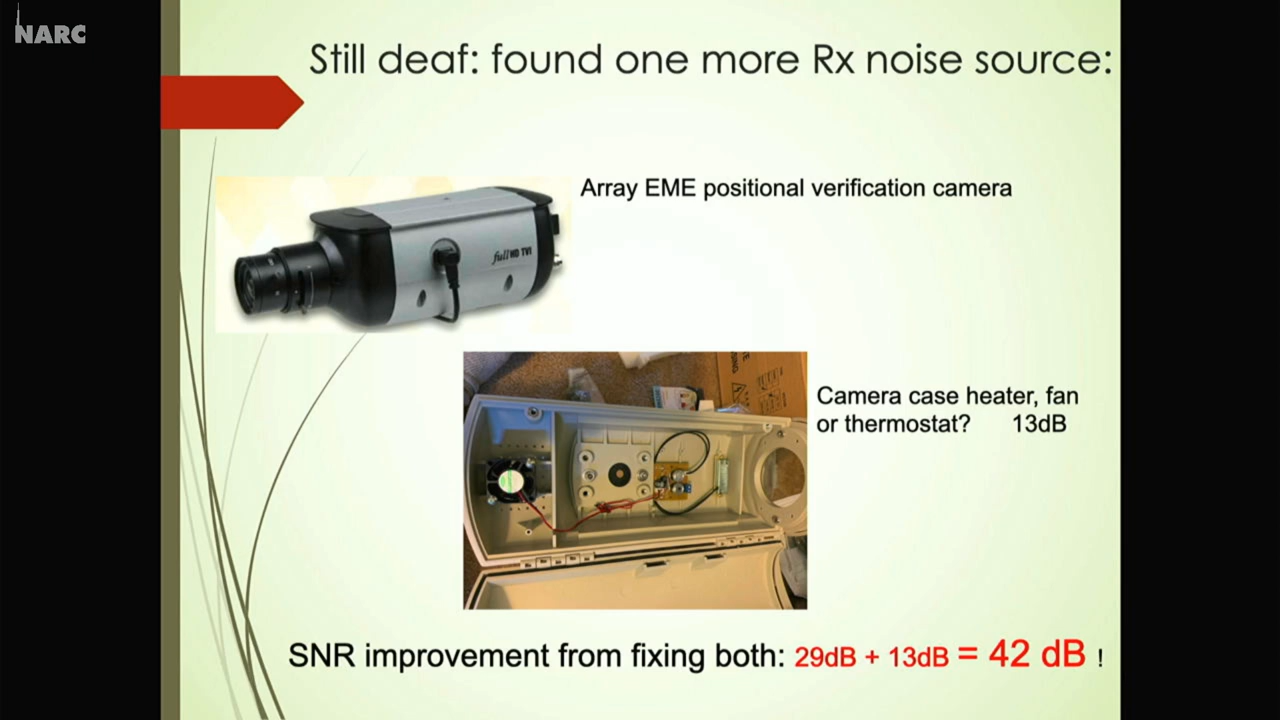 NARC
Still deaf: found one more Rx noise source:
Array EME positional verification camera
full HD TVI
Camera case heater, fan
or thermostat? 13dB
SNR improvement from fixing both: 29dB + 13dB = 42 dB !